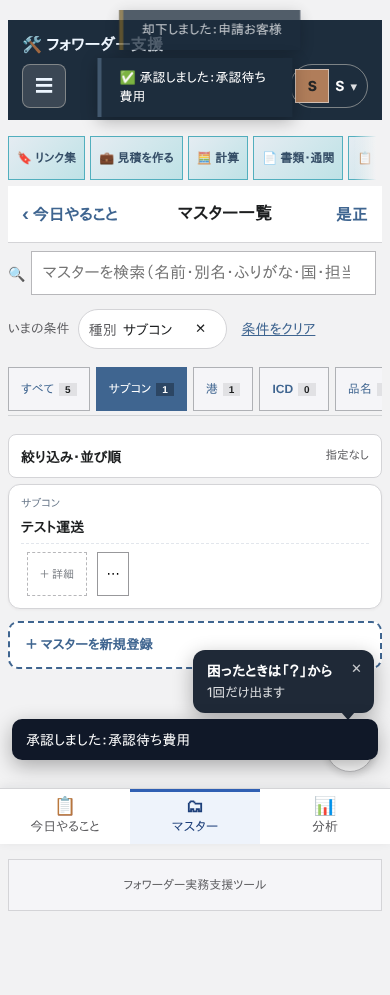 却下しました：申請お客様
🛠️ フォワーダー支援
✅ 承認しました：承認待ち
費用
☰
S S ▾
🔖 リンク集 💼 見積を作る 🧮 計算 📄 書類・通関 📋
‹ 今日やること マスター一覧 是正
🔍 マスターを検索（名前・別名・ふりがな・国・担当
いまの条件 種別 サブコン ✕ 条件をクリア
すべて 5 サブコン 1 港 1 ICD 0 品名
絞り込み・並び順 指定なし
サブコン
テスト運送
＋ 詳細 …
＋ マスターを新規登録
困ったときは「？」から ✕
1回だけ出ます
承認しました：承認待ち費用
📋 🗂 📊
今日やること マスター 分析
フォワーダー実務支援ツール